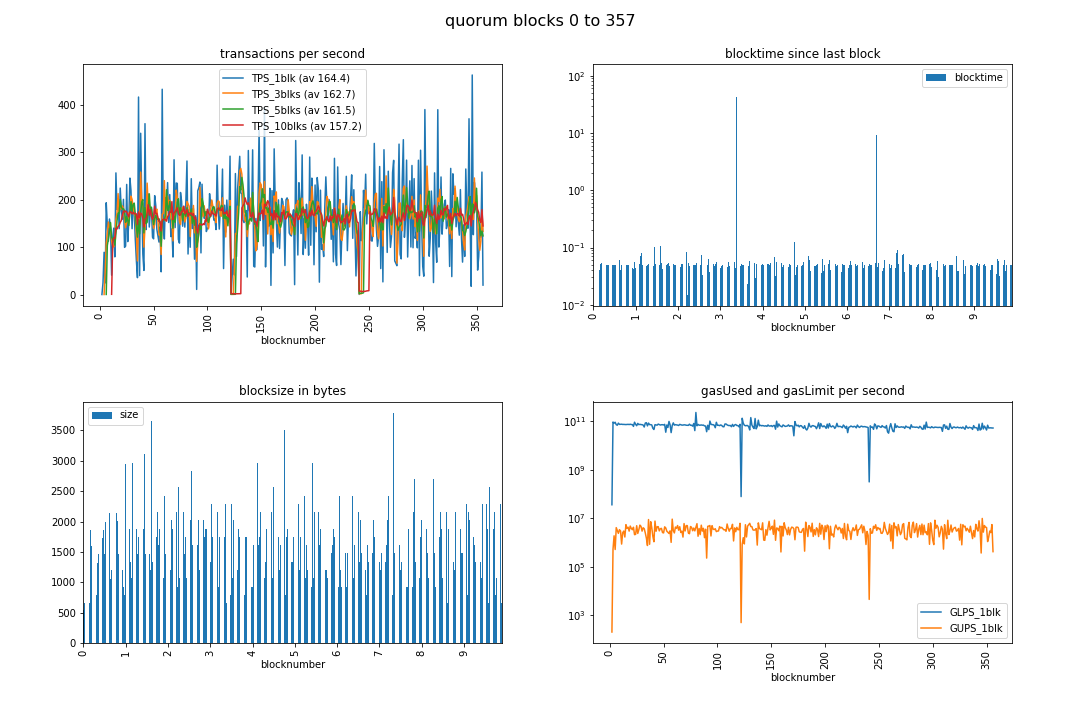 quorum blocks 0 to 357
transactions per second
TPS_1blk (av 164.4)
TPS_3blks (av 162.7)
TPS_5blks (av 161.5)
TPS_10blks (av 157.2)
400
300
200
100
0
0 50 100 150 200 250 300 350
blocknumber
blocktime since last block
blocktime
10²
10¹
10⁰
10⁻¹
10⁻²
0 1 2 3 4 5 6 7 8 9
blocknumber
blocksize in bytes
size
3500
3000
2500
2000
1500
1000
500
0
0 1 2 3 4 5 6 7 8 9
blocknumber
gasUsed and gasLimit per second
10¹¹
10⁹
10⁷
10⁵
10³
GLPS_1blk
GUPS_1blk
0 50 100 150 200 250 300 350
blocknumber